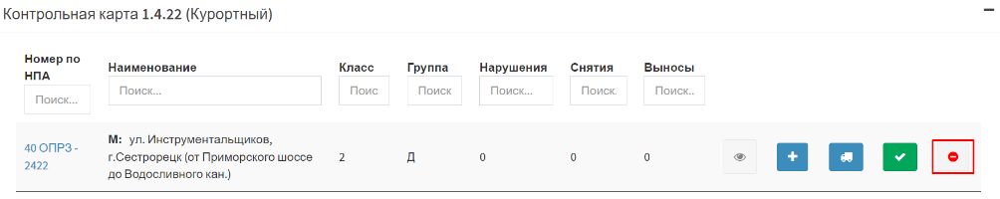 Контрольная карта 1.4.22 (Курортный)
Номер по НПА
Наименование
Класс
Группа
Нарушения
Снятия
Выносы
Поиск...
Поиск...
Поис
Поиск
Поиск...
Поиск.
Поиск..
40 ОПРЗ -
2422
М: ул. Инструментальщиков,
г.Сестрорецк (от Приморского шоссе
до Водосливного кан.)
2
Д
0
0
0